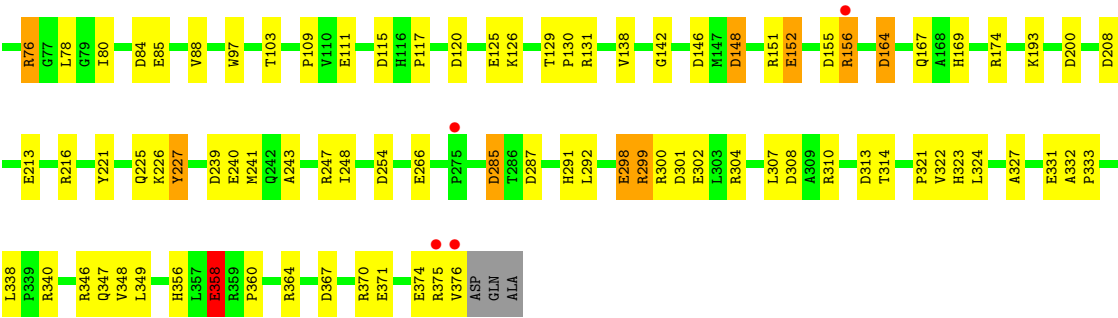 R76 G77 L78 G79 I80 D84 E85 V88 W97 T103 P109 V110 E111 D115 H116 P117 D120 E125 K126 T129 P130 R131 V138 G142 D146 M147 D148 R151 E152 D155 R156 D164 Q167 A168 H169 R174 K193 D200 D208
E213 R216 Y221 Q225 K226 Y227 D239 E240 M241 Q242 A243 R247 I248 D254 E266 P275 D285 T286 D287 H291 L292 E298 R299 R300 D301 E302 L303 R304 L307 D308 A309 R310 D313 T314 P321 V322 H323 L324 A327 E331 A332 P333
L338 P339 R340 R346 Q347 V348 L349 H356 L357 E358 R359 P360 R364 D367 R370 E371 E374 R375 V376 ASP GLN ALA